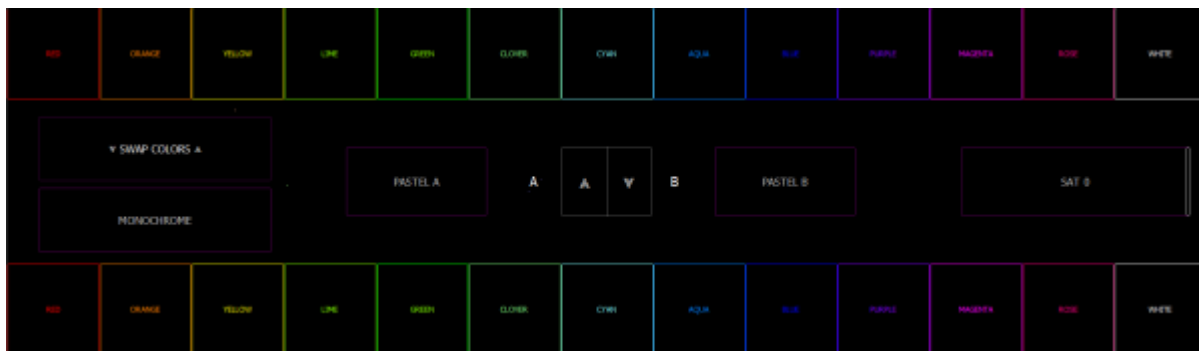 RED ORANGE YELLOW LIME GREEN CLOVER CYAN AQUA BLUE PURPLE MAGENTA ROSE WHITE
▼ SWAP COLORS ▲
PASTEL A A ▲ ▼ B PASTEL B SAT 0
MONOCHROME
RED ORANGE YELLOW LIME GREEN CLOVER CYAN AQUA BLUE PURPLE MAGENTA ROSE WHITE